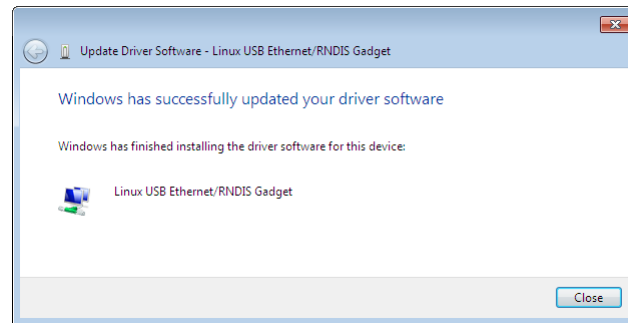 Update Driver Software - Linux USB Ethernet/RNDIS Gadget
Windows has successfully updated your driver software
Windows has finished installing the driver software for this device:
Linux USB Ethernet/RNDIS Gadget
Close